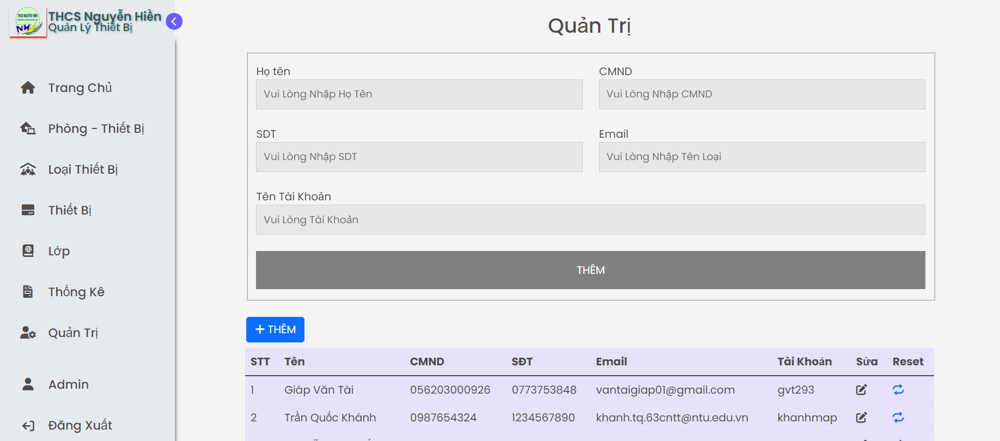 THCS Nguyễn Hiền
Quản Lý Thiết Bị
Trang Chủ
Phòng - Thiết Bị
Loại Thiết Bị
Thiết Bị
Lớp
Thống Kê
Quản Trị
Admin
Đăng Xuất
Quản Trị
Họ tên
Vui Lòng Nhập Họ Tên
CMND
Vui Lòng Nhập CMND
SDT
Vui Lòng Nhập SDT
Email
Vui Lòng Nhập Tên Loại
Tên Tài Khoản
Vui Lòng Tài Khoản
THÊM
+ THÊM
STT Tên CMND SĐT Email Tài Khoản Sửa Reset
1 Giáp Văn Tài 056203000926 0773753848 vantaigiap01@gmail.com gvt293
2 Trần Quốc Khánh 0987654324 1234567890 khanh.tq.63cntt@ntu.edu.vn khanhmap